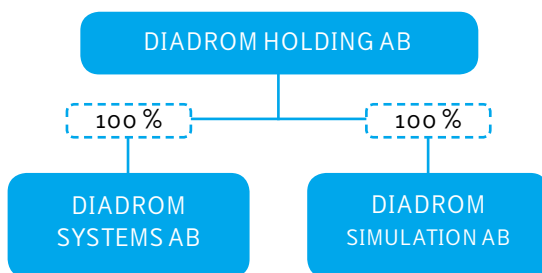 DIADROM HOLDING AB
100 %
100 %
DIADROM
SYSTEMS AB
DIADROM
SIMULATION AB